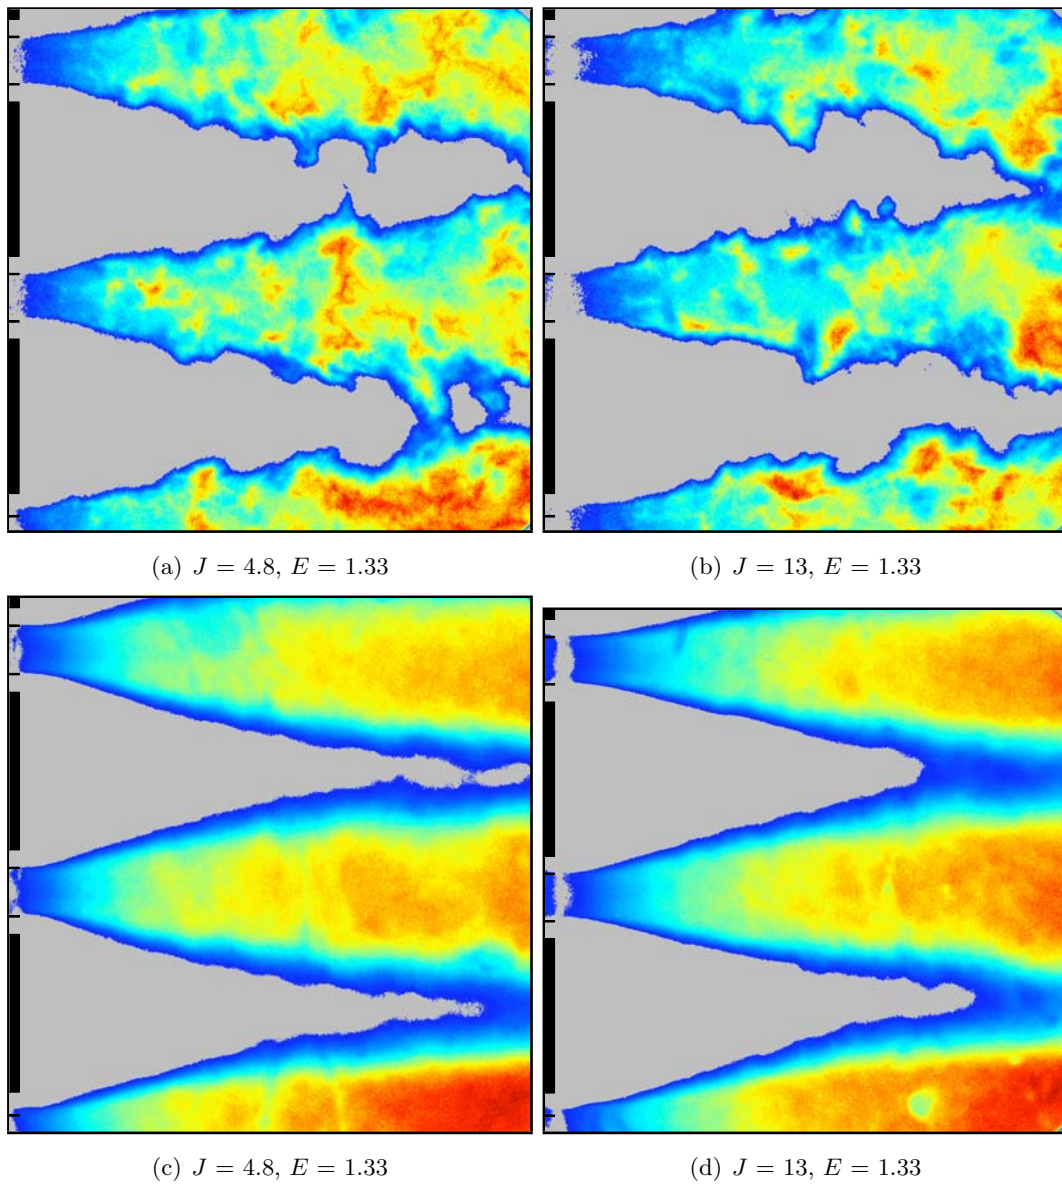 (a) J = 4.8, E = 1.33
(b) J = 13, E = 1.33
(c) J = 4.8, E = 1.33
(d) J = 13, E = 1.33